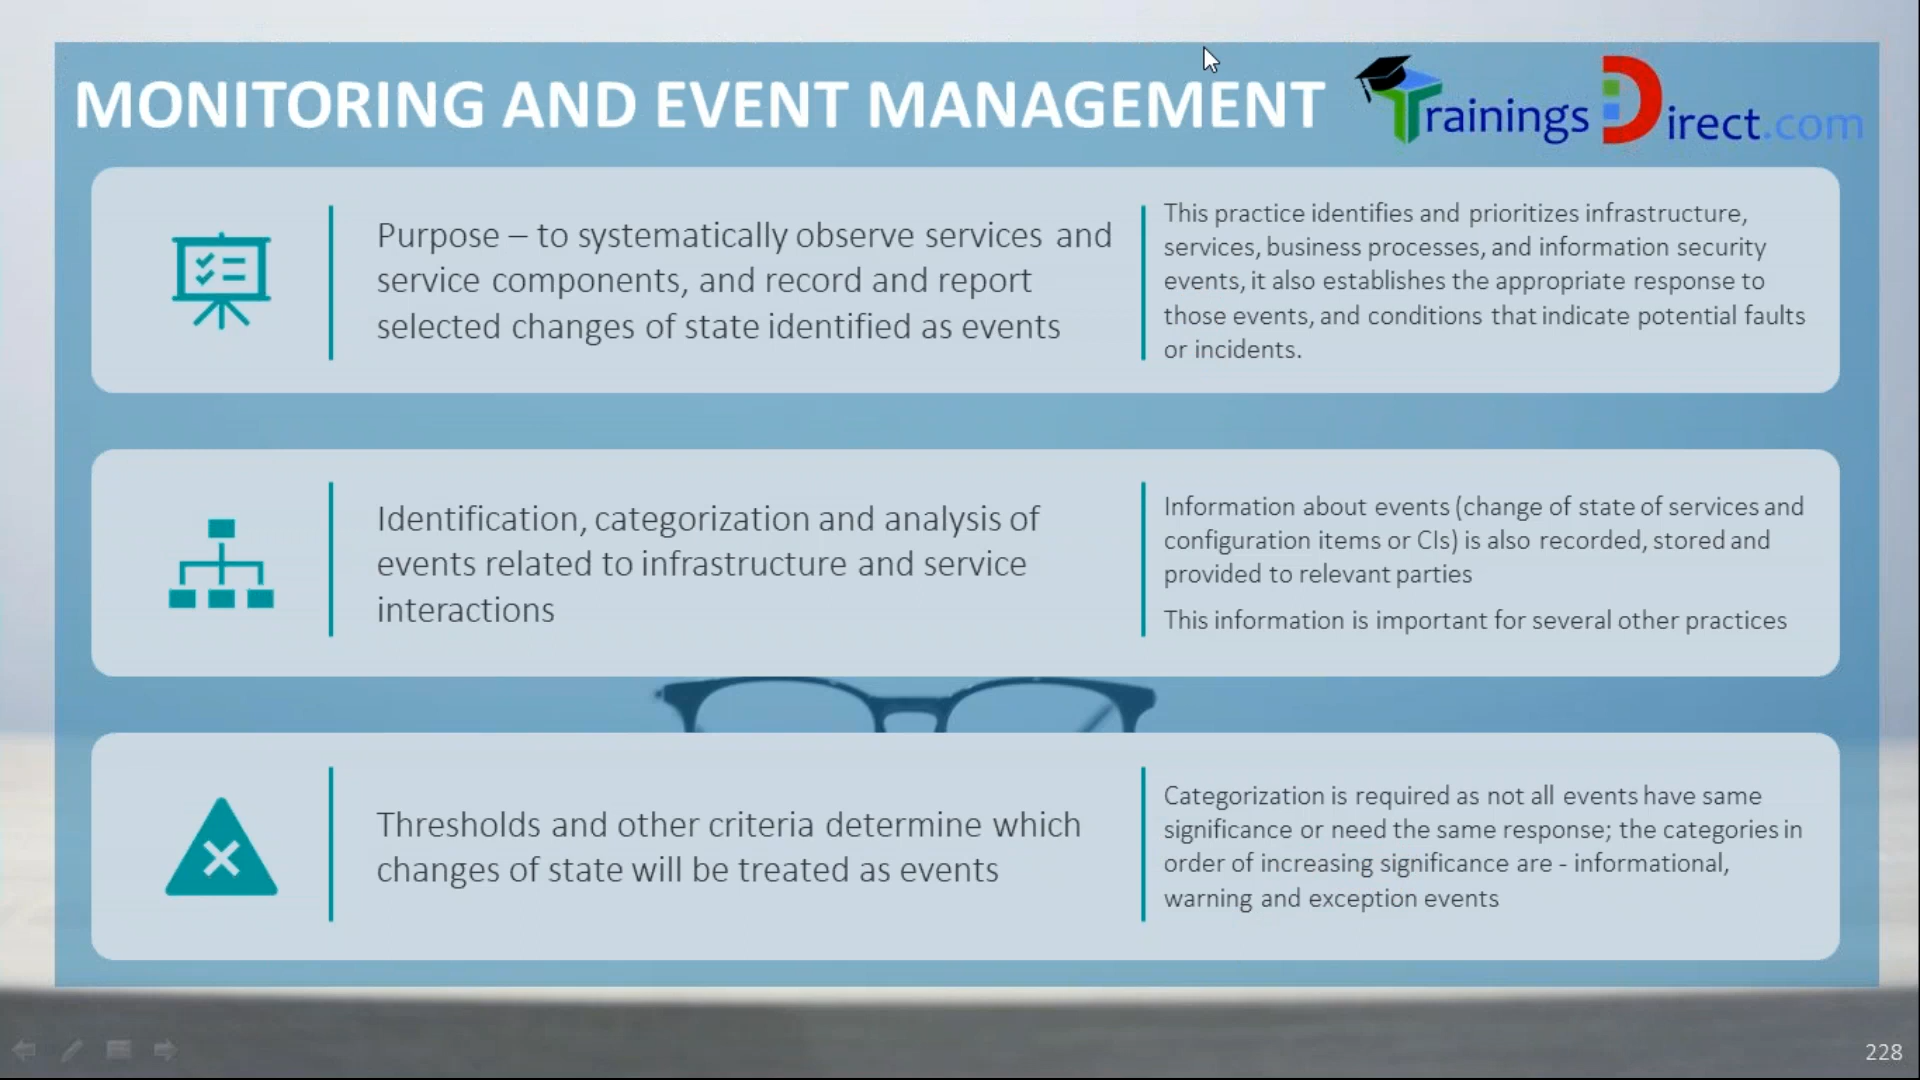 MONITORING AND EVENT MANAGEMENT
Trainings Direct.com
Purpose – to systematically observe services and
service components, and record and report
selected changes of state identified as events
This practice identifies and prioritizes infrastructure,
services, business processes, and information security
events, it also establishes the appropriate response to
those events, and conditions that indicate potential faults
or incidents.
Identification, categorization and analysis of
events related to infrastructure and service
interactions
Information about events (change of state of services and
configuration items or CIs) is also recorded, stored and
provided to relevant parties
This information is important for several other practices
Thresholds and other criteria determine which
changes of state will be treated as events
Categorization is required as not all events have same
significance or need the same response; the categories in
order of increasing significance are - informational,
warning and exception events
228